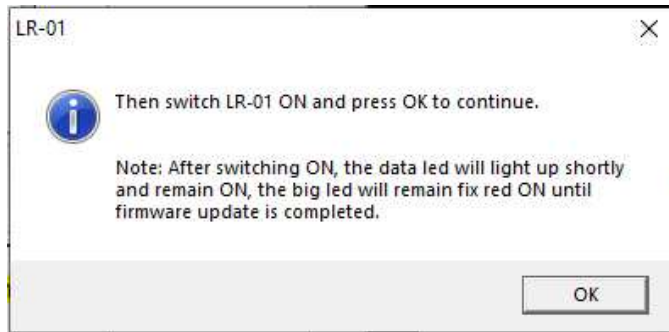 LR-01
Then switch LR-01 ON and press OK to continue.
Note: After switching ON, the data led will light up shortly
and remain ON, the big led will remain fix red ON until
firmware update is completed.
OK